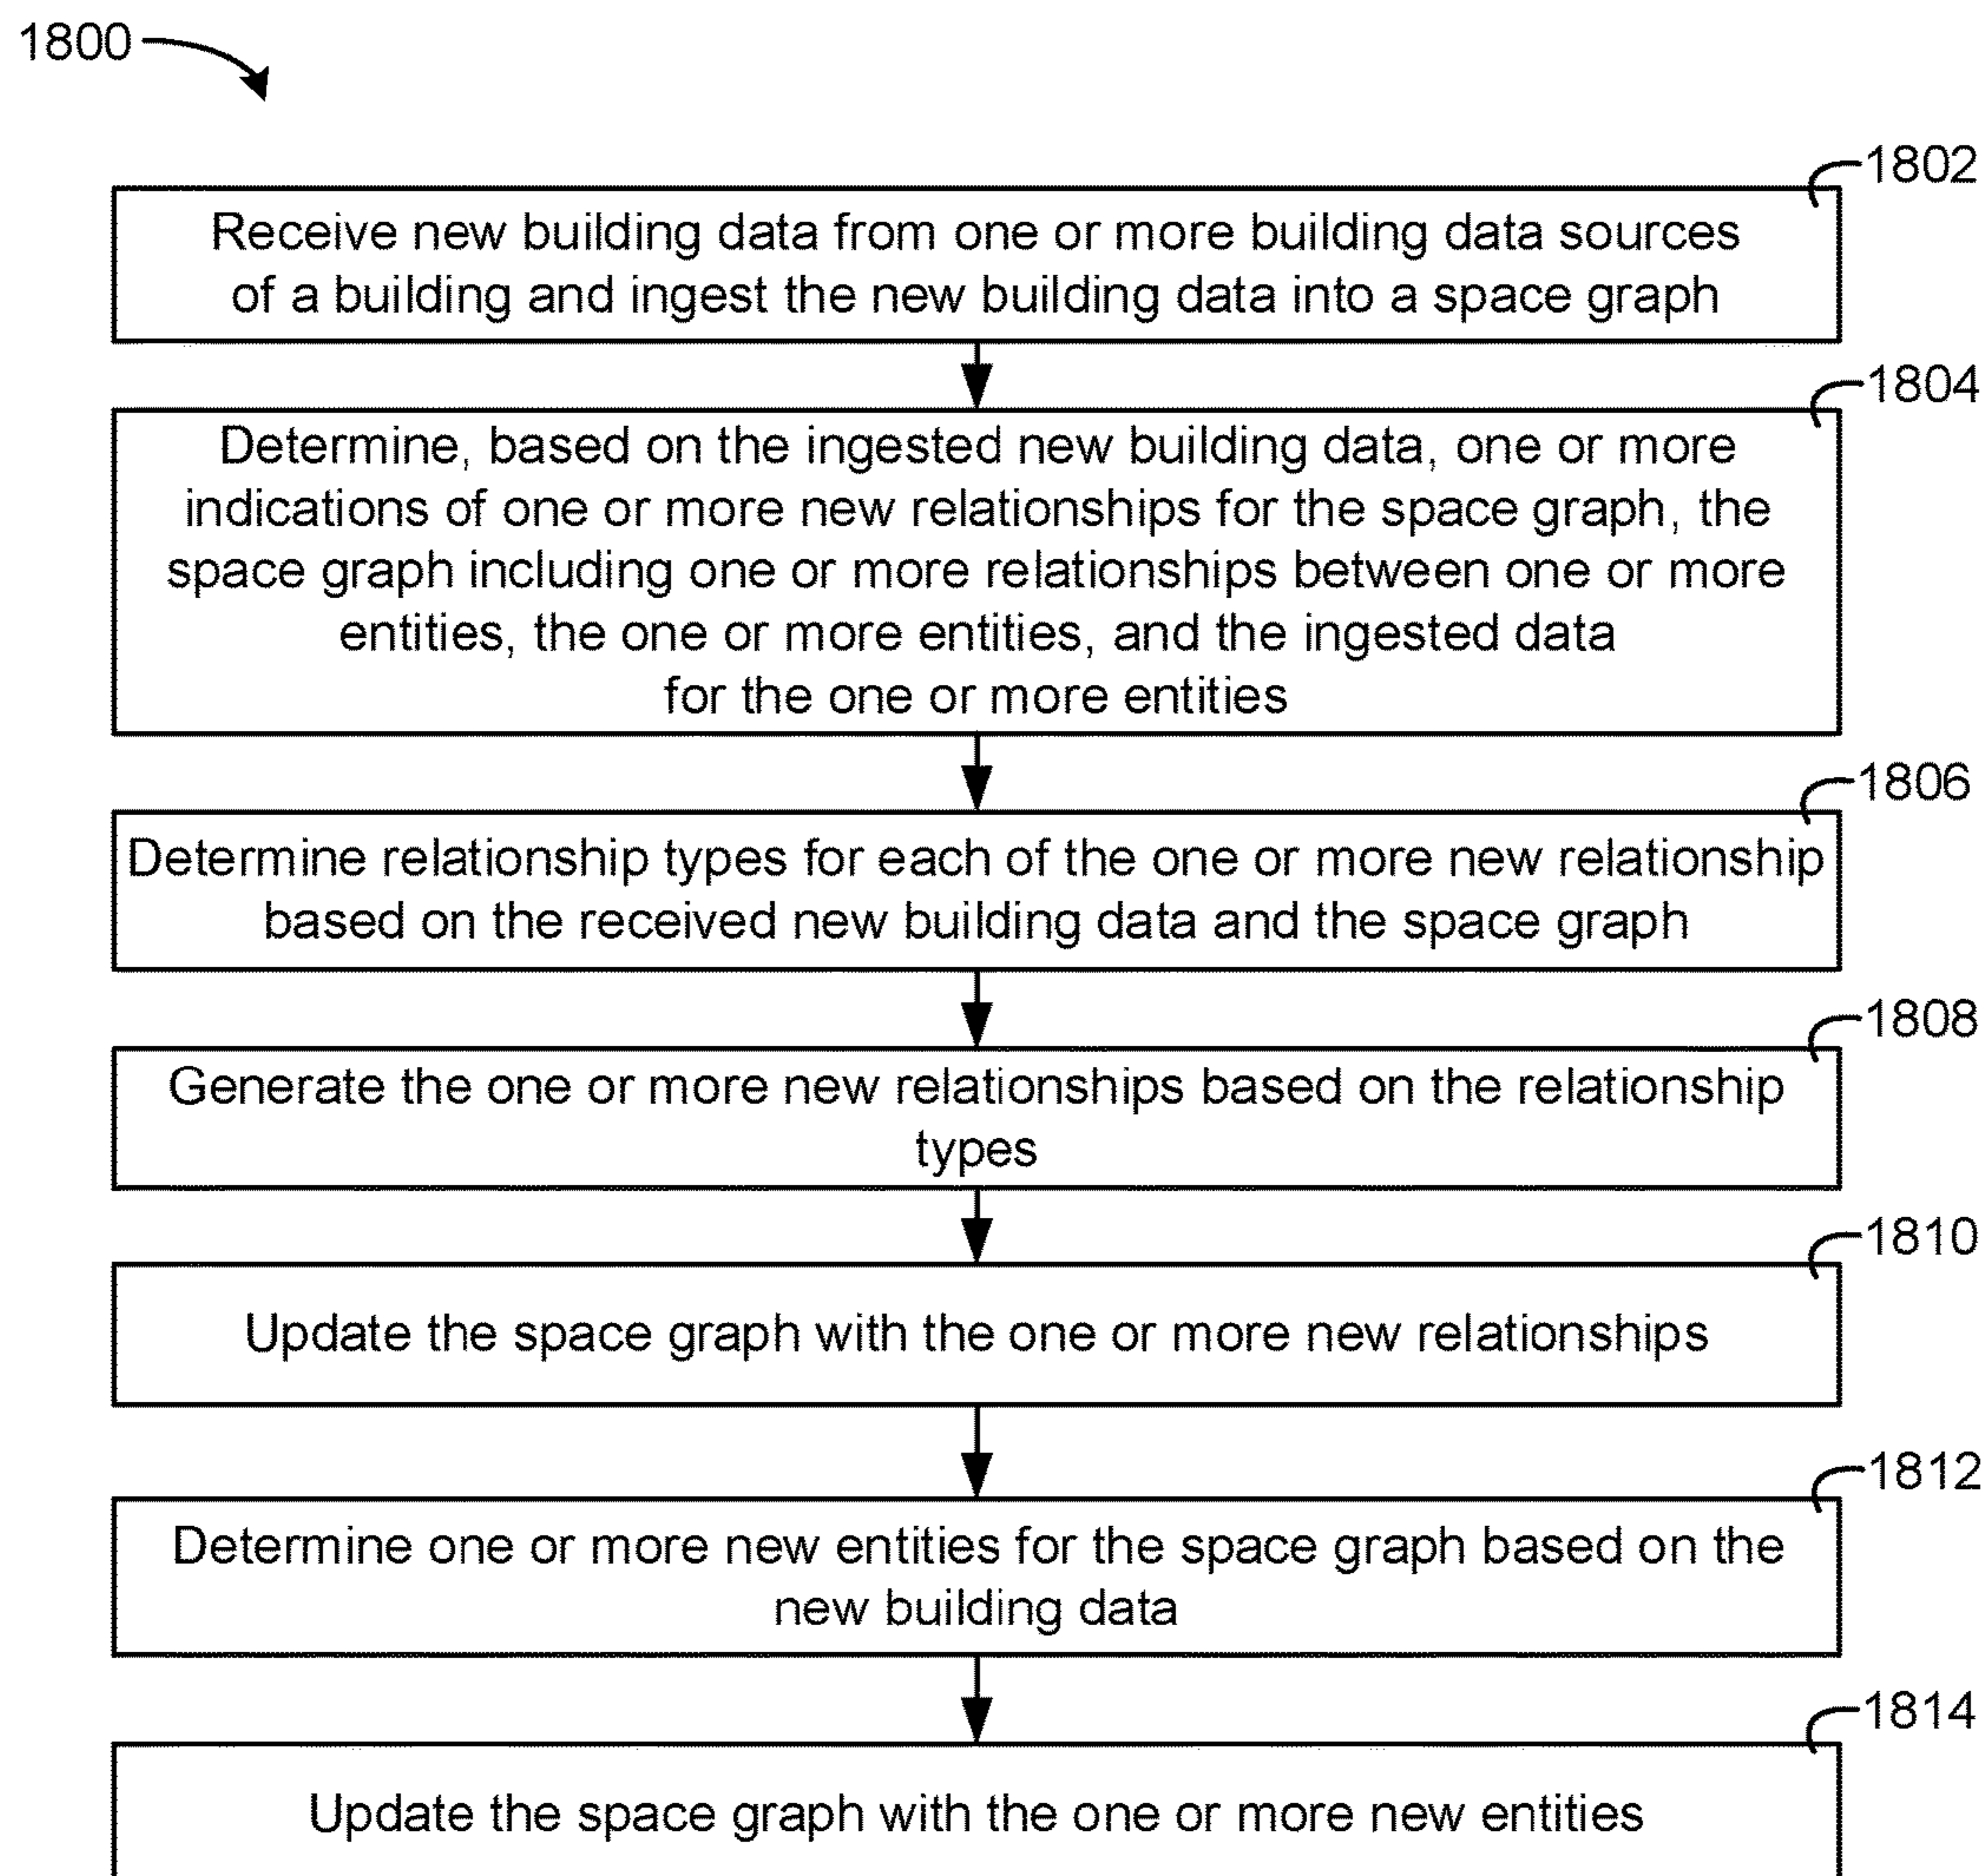 1800
1802
Receive new building data from one or more building data sources
of a building and ingest the new building data into a space graph
1804
Determine, based on the ingested new building data, one or more
indications of one or more new relationships for the space graph, the
space graph including one or more relationships between one or more
entities, the one or more entities, and the ingested data
for the one or more entities
1806
Determine relationship types for each of the one or more new relationship
based on the received new building data and the space graph
1808
Generate the one or more new relationships based on the relationship
types
1810
Update the space graph with the one or more new relationships
1812
Determine one or more new entities for the space graph based on the
new building data
1814
Update the space graph with the one or more new entities